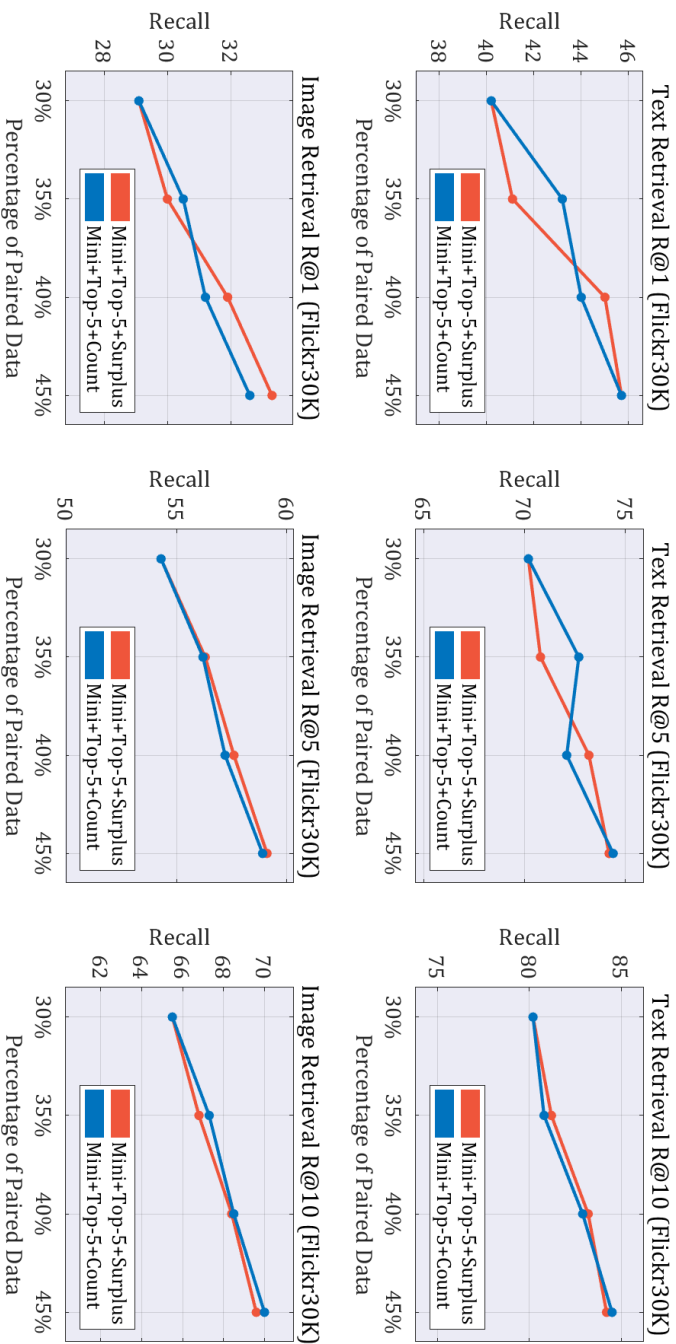 Text Retrieval R@1 (Flickr30K)
Recall
46
44
42
40
38
30%
35%
40%
45%
Percentage of Paired Data
Mini+Top-5+Surplus
Mini+Top-5+Count
Text Retrieval R@5 (Flickr30K)
Recall
75
70
65
30%
35%
40%
45%
Percentage of Paired Data
Mini+Top-5+Surplus
Mini+Top-5+Count
Text Retrieval R@10 (Flickr30K)
Recall
85
80
75
30%
35%
40%
45%
Percentage of Paired Data
Mini+Top-5+Surplus
Mini+Top-5+Count
Image Retrieval R@1 (Flickr30K)
Recall
32
30
28
30%
35%
40%
45%
Percentage of Paired Data
Mini+Top-5+Surplus
Mini+Top-5+Count
Image Retrieval R@5 (Flickr30K)
Recall
60
55
50
30%
35%
40%
45%
Percentage of Paired Data
Mini+Top-5+Surplus
Mini+Top-5+Count
Image Retrieval R@10 (Flickr30K)
Recall
70
68
66
64
62
30%
35%
40%
45%
Percentage of Paired Data
Mini+Top-5+Surplus
Mini+Top-5+Count